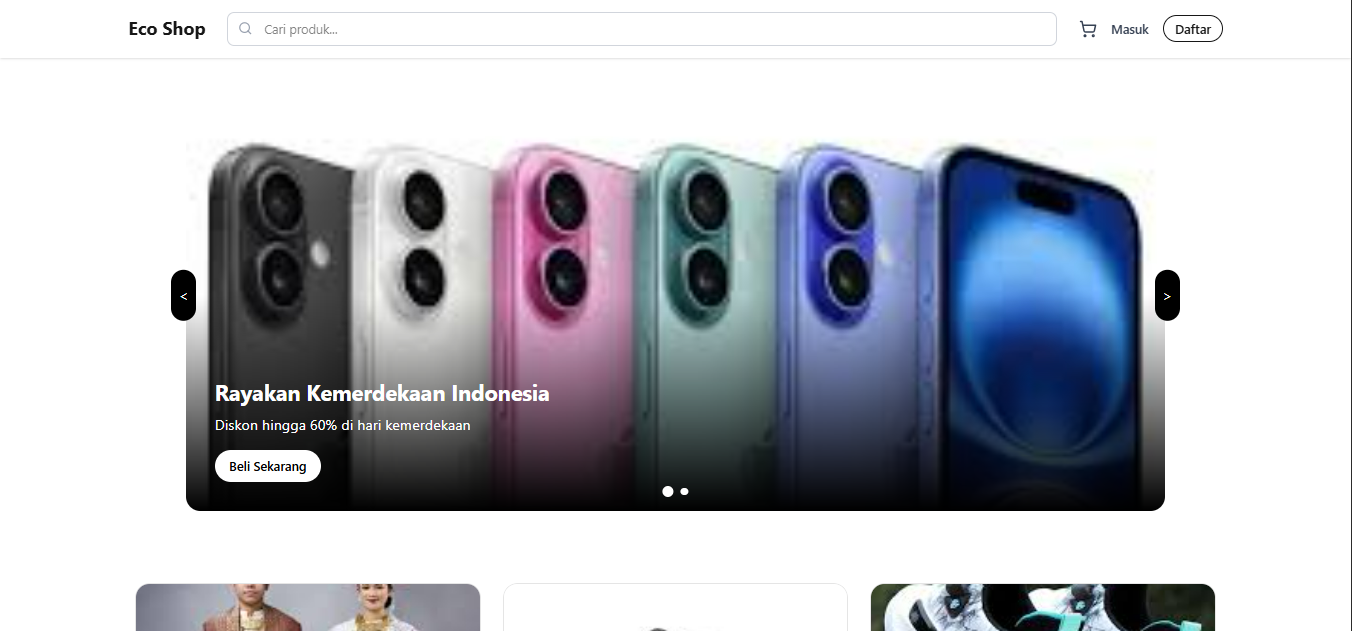 Eco Shop
Cari produk...
Masuk
Daftar
<
>
Rayakan Kemerdekaan Indonesia
Diskon hingga 60% di hari kemerdekaan
Beli Sekarang